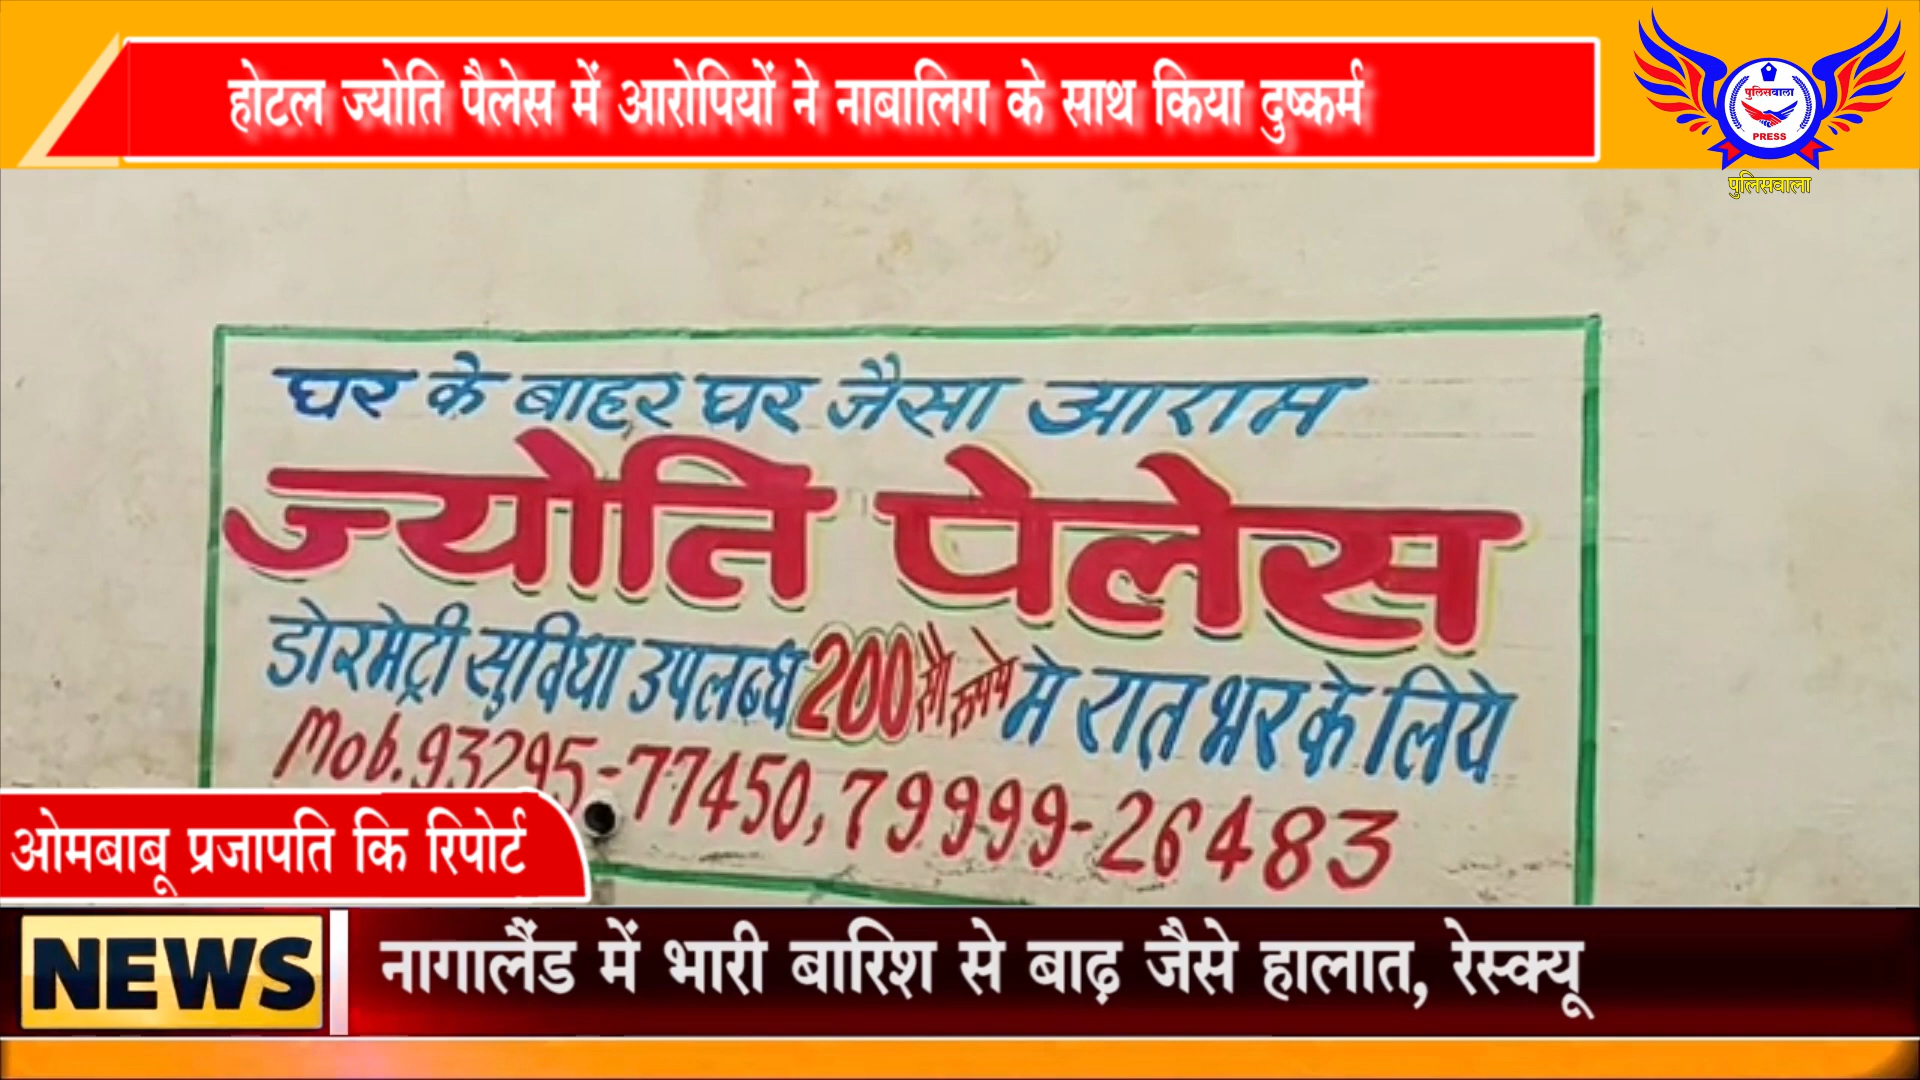 होटल ज्योति पैलेस में आरोपियों ने नाबालिग के साथ किया दुष्कर्म
पुलिसवाला
PRESS
पुलिसवाला
घर के बाहर घर जैसा आराम
ज्योति पेलेस
डोरमेट्री सुविधा उपलब्ध 200 सौ रूपये मे रात भर के लिये
Mob. 93295-77450, 79999-26483
ओमबाबू प्रजापति कि रिपोर्ट
NEWS
नागालैंड में भारी बारिश से बाढ़ जैसे हालात, रेस्क्यू